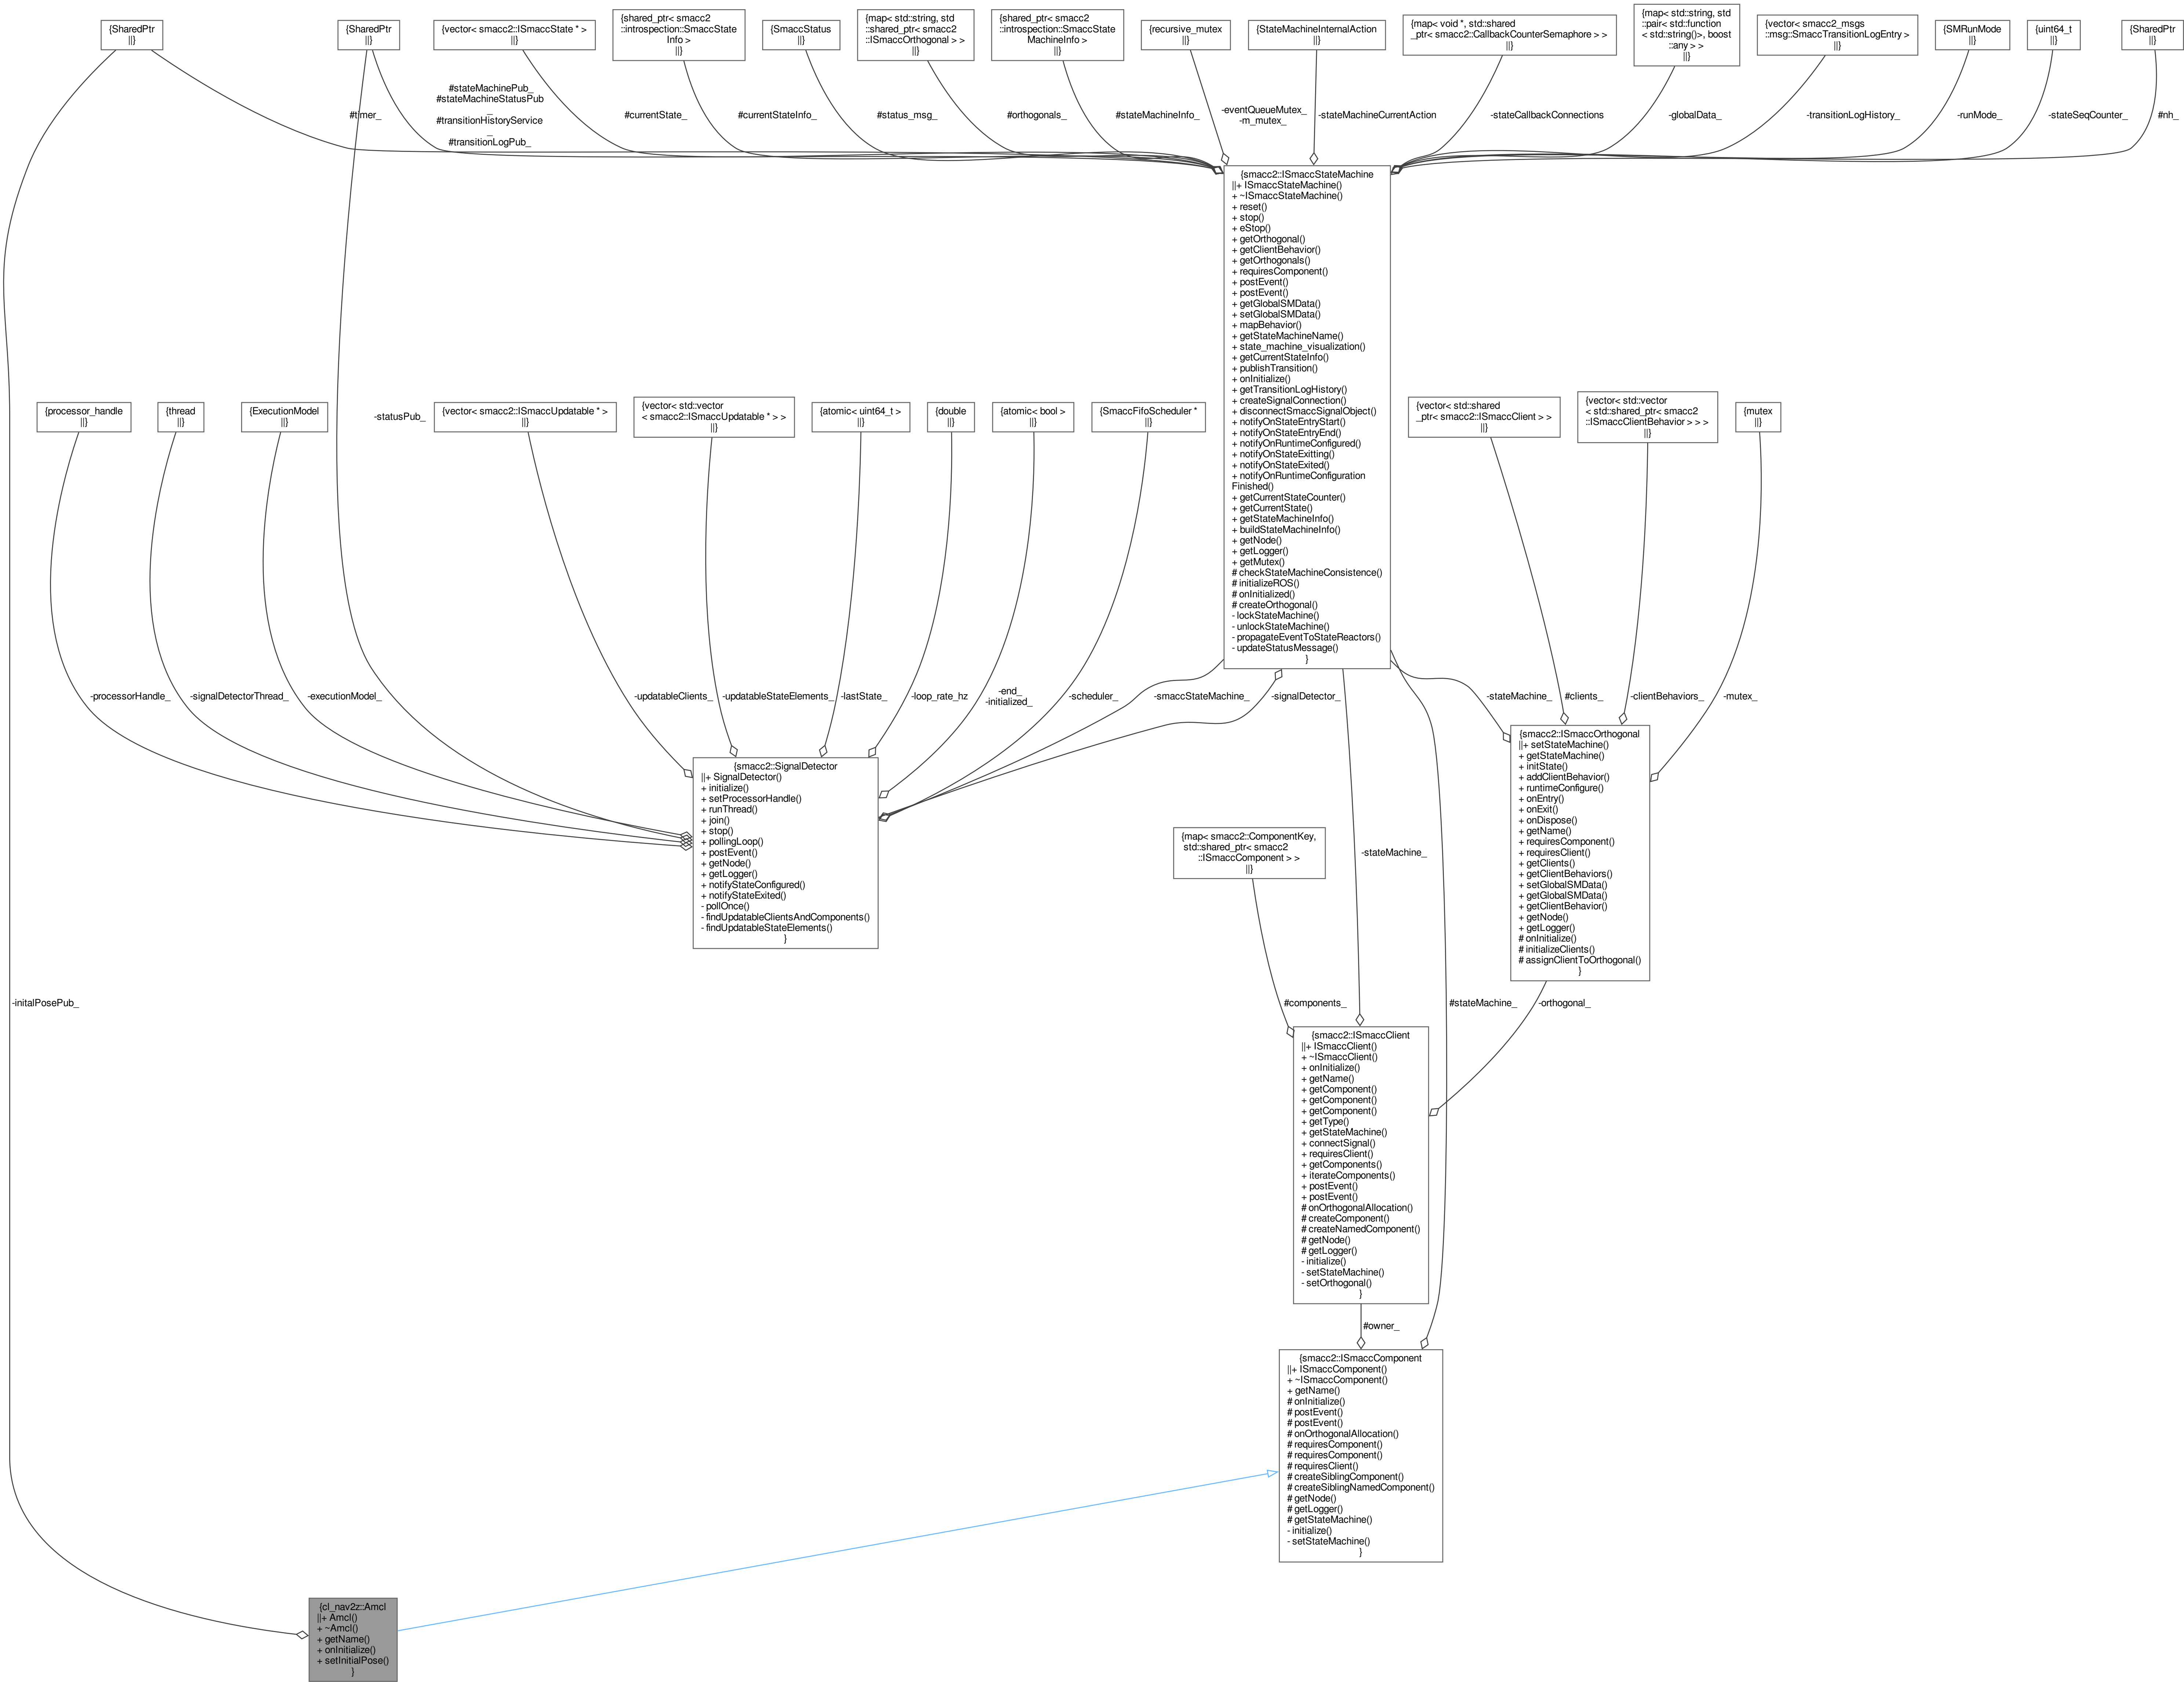 {SharedPtr
||}
{SharedPtr
||}
{vector< smacc2::ISmaccState * >
||}
{shared_ptr< smacc2
::introspection::SmaccState
Info >
||}
{SmaccStatus
||}
{map< std::string, std
::shared_ptr< smacc2
::ISmaccOrthogonal > >
||}
{shared_ptr< smacc2
::introspection::SmaccState
MachineInfo >
||}
{recursive_mutex
||}
{StateMachineInternalAction
||}
{map< void *, std::shared
_ptr< smacc2::CallbackCounterSemaphore > >
||}
{map< std::string, std
::pair< std::function
< std::string()>, boost
::any > >
||}
{vector< smacc2_msgs
::msg::SmaccTransitionLogEntry >
||}
{SMRunMode
||}
{uint64_t
||}
{SharedPtr
||}
#timer_
#stateMachinePub_
#stateMachineStatusPub
_
#transitionHistoryService
_
#transitionLogPub_
#currentState_
#currentStateInfo_
#status_msg_
#orthogonals_
#stateMachineInfo_
-eventQueueMutex_
-m_mutex_
-stateMachineCurrentAction
-stateCallbackConnections
-globalData_
-transitionLogHistory_
-runMode_
-stateSeqCounter_
#nh_
{smacc2::ISmaccStateMachine
||+ ISmaccStateMachine()
+ ~ISmaccStateMachine()
+ reset()
+ stop()
+ eStop()
+ getOrthogonal()
+ getClientBehavior()
+ getOrthogonals()
+ requiresComponent()
+ postEvent()
+ postEvent()
+ getGlobalSMData()
+ setGlobalSMData()
+ mapBehavior()
+ getStateMachineName()
+ state_machine_visualization()
+ getCurrentStateInfo()
+ publishTransition()
+ onInitialize()
+ getTransitionLogHistory()
+ createSignalConnection()
+ disconnectSmaccSignalObject()
+ notifyOnStateEntryStart()
+ notifyOnStateEntryEnd()
+ notifyOnRuntimeConfigured()
+ notifyOnStateExitting()
+ notifyOnStateExited()
+ notifyOnRuntimeConfiguration
Finished()
+ getCurrentStateCounter()
+ getCurrentState()
+ getStateMachineInfo()
+ buildStateMachineInfo()
+ getNode()
+ getLogger()
+ getMutex()
# checkStateMachineConsistence()
# initializeROS()
# onInitialized()
# createOrthogonal()
- lockStateMachine()
- unlockStateMachine()
- propagateEventToStateReactors()
- updateStatusMessage()
}
{processor_handle
||}
{thread
||}
{ExecutionModel
||}
-statusPub_
{vector< smacc2::ISmaccUpdatable * >
||}
{vector< std::vector
< smacc2::ISmaccUpdatable * > >
||}
{atomic< uint64_t >
||}
{double
||}
{atomic< bool >
||}
{SmaccFifoScheduler *
||}
{vector< std::shared
_ptr< smacc2::ISmaccClient > >
||}
{vector< std::vector
< std::shared_ptr< smacc2
::ISmaccClientBehavior > > >
||}
{mutex
||}
-processorHandle_
-signalDetectorThread_
-executionModel_
-updatableClients_
-updatableStateElements_
-lastState_
-loop_rate_hz
-end_
-initialized_
-scheduler_
-smaccStateMachine_
-signalDetector_
-stateMachine_
#clients_
-clientBehaviors_
-mutex_
{smacc2::SignalDetector
||+ SignalDetector()
+ initialize()
+ setProcessorHandle()
+ runThread()
+ join()
+ stop()
+ pollingLoop()
+ postEvent()
+ getNode()
+ getLogger()
+ notifyStateConfigured()
+ notifyStateExited()
- pollOnce()
- findUpdatableClientsAndComponents()
- findUpdatableStateElements()
}
{smacc2::ISmaccOrthogonal
||+ setStateMachine()
+ getStateMachine()
+ initState()
+ addClientBehavior()
+ runtimeConfigure()
+ onEntry()
+ onExit()
+ onDispose()
+ getName()
+ requiresComponent()
+ requiresClient()
+ getClients()
+ getClientBehaviors()
+ setGlobalSMData()
+ getGlobalSMData()
+ getClientBehavior()
+ getNode()
+ getLogger()
# onInitialize()
# initializeClients()
# assignClientToOrthogonal()
}
{map< smacc2::ComponentKey,
std::shared_ptr< smacc2
::ISmaccComponent > >
||}
-stateMachine_
-initalPosePub_
#components_
#stateMachine_
-orthogonal_
{smacc2::ISmaccClient
||+ ISmaccClient()
+ ~ISmaccClient()
+ onInitialize()
+ getName()
+ getComponent()
+ getComponent()
+ getComponent()
+ getType()
+ getStateMachine()
+ connectSignal()
+ requiresClient()
+ getComponents()
+ iterateComponents()
+ postEvent()
+ postEvent()
# onOrthogonalAllocation()
# createComponent()
# createNamedComponent()
# getNode()
# getLogger()
- initialize()
- setStateMachine()
- setOrthogonal()
}
#owner_
{smacc2::ISmaccComponent
||+ ISmaccComponent()
+ ~ISmaccComponent()
+ getName()
# onInitialize()
# postEvent()
# postEvent()
# onOrthogonalAllocation()
# requiresComponent()
# requiresComponent()
# requiresClient()
# createSiblingComponent()
# createSiblingNamedComponent()
# getNode()
# getLogger()
# getStateMachine()
- initialize()
- setStateMachine()
}
{cl_nav2z::Amcl
||+ Amcl()
+ ~Amcl()
+ getName()
+ onInitialize()
+ setInitialPose()
}